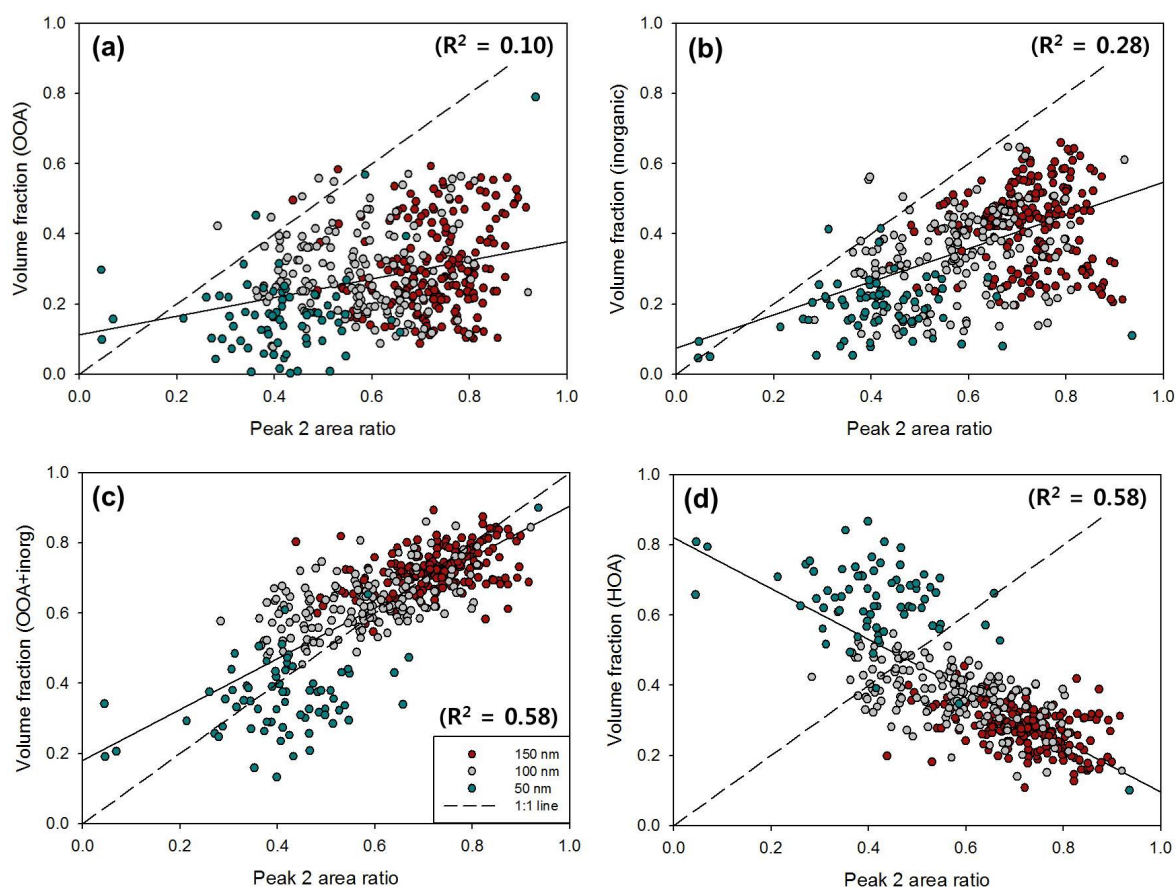 (a)
(R² = 0.10)
Volume fraction (OOA)
1.0
0.8
0.6
0.4
0.2
0.0
0.0 0.2 0.4 0.6 0.8 1.0
Peak 2 area ratio
(b)
(R² = 0.28)
Volume fraction (inorganic)
1.0
0.8
0.6
0.4
0.2
0.0
0.0 0.2 0.4 0.6 0.8 1.0
Peak 2 area ratio
(c)
Volume fraction (OOA+inorg)
1.0
0.8
0.6
0.4
0.2
0.0
(R² = 0.58)
150 nm
100 nm
50 nm
1:1 line
0.0 0.2 0.4 0.6 0.8 1.0
Peak 2 area ratio
(d)
(R² = 0.58)
Volume fraction (HOA)
1.0
0.8
0.6
0.4
0.2
0.0
0.0 0.2 0.4 0.6 0.8 1.0
Peak 2 area ratio